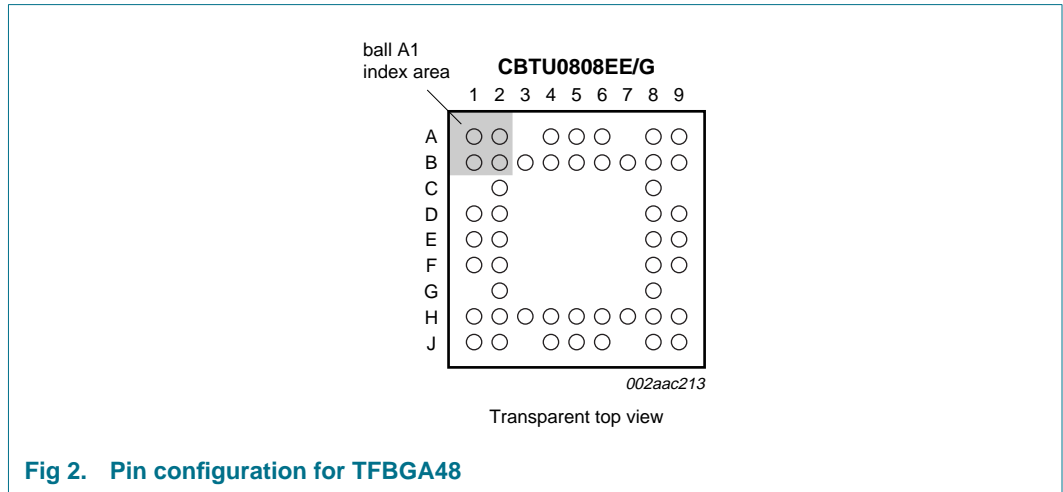 ball A1
index area
CBTU0808EE/G
1 2 3 4 5 6 7 8 9
A
B
C
D
E
F
G
H
J
002aac213
Transparent top view
Fig 2. Pin configuration for TFBGA48